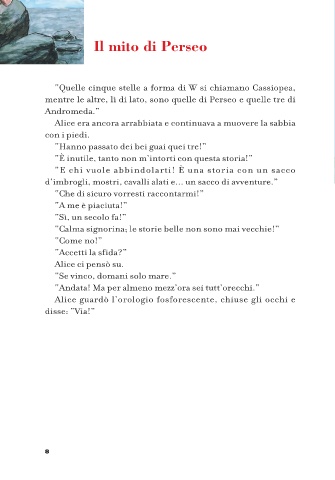 Il mito di Perseo
"Quelle cinque stelle a forma di W si chiamano Cassiopea,
mentre le altre, lì di lato, sono quelle di Perseo e quelle tre di
Andromeda."
Alice era ancora arrabbiata e continuava a muovere la sabbia
con i piedi.
"Hanno passato dei bei guai quei tre!"
"È inutile, tanto non m'intorti con questa storia!"
"E chi vuole abbindolarti! È una storia con un sacco
d'imbrogli, mostri, cavalli alati e... un sacco di avventure."
"Che di sicuro vorresti raccontarmi!"
"A me è piaciuta!"
"Sì, un secolo fa!"
"Calma signorina; le storie belle non sono mai vecchie!"
"Come no!"
"Accetti la sfida?"
Alice ci pensò su.
"Se vinco, domani solo mare."
"Andata! Ma per almeno mezz'ora sei tutt'orecchi."
Alice guardò l'orologio fosforescente, chiuse gli occhi e
disse: "Via!"
8